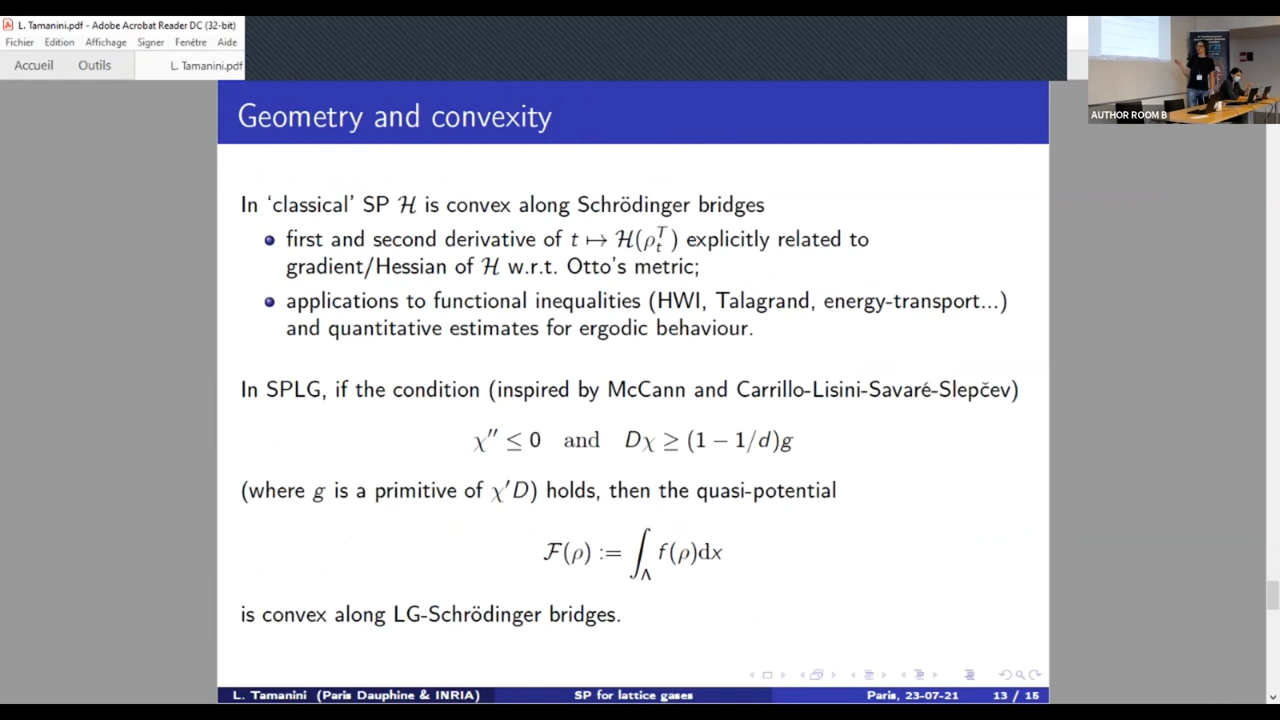 L. Tamanini.pdf - Adobe Acrobat Reader DC (32-bit)
Fichier Edition Affichage Signer Fenêtre Aide
Accueil Outils L. Tamanini.pdf
AUTHOR ROOM B
Geometry and convexity
In ‘classical’ SP ℋ is convex along Schrödinger bridges
first and second derivative of t ↦ ℋ(ρ_t^T) explicitly related to
gradient/Hessian of ℋ w.r.t. Otto's metric;
applications to functional inequalities (HWI, Talagrand, energy-transport...)
and quantitative estimates for ergodic behaviour.
In SPLG, if the condition (inspired by McCann and Carrillo-Lisini-Savaré-Slepčev)
χ″ ≤ 0 and Dχ ≥ (1 − 1/d)g
(where g is a primitive of χ′D) holds, then the quasi-potential
ℱ(ρ) := ∫_Λ f(ρ)dx
is convex along LG-Schrödinger bridges.
L. Tamanini (Paris Dauphine & INRIA) SP for lattice gases Paris, 23-07-21 13 / 15